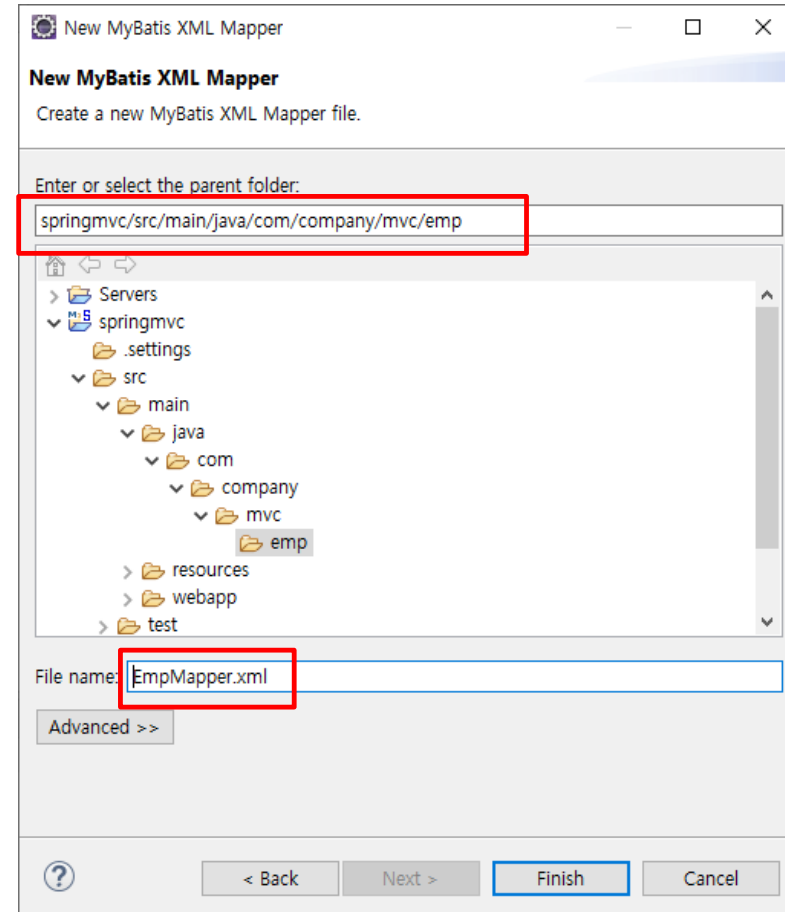 New MyBatis XML Mapper
New MyBatis XML Mapper
Create a new MyBatis XML Mapper file.
Enter or select the parent folder:
springmvc/src/main/java/com/company/mvc/emp
Servers
M S springmvc
.settings
src
main
java
com
company
mvc
emp
resources
webapp
test
File name: EmpMapper.xml
Advanced >>
? < Back Next > Finish Cancel